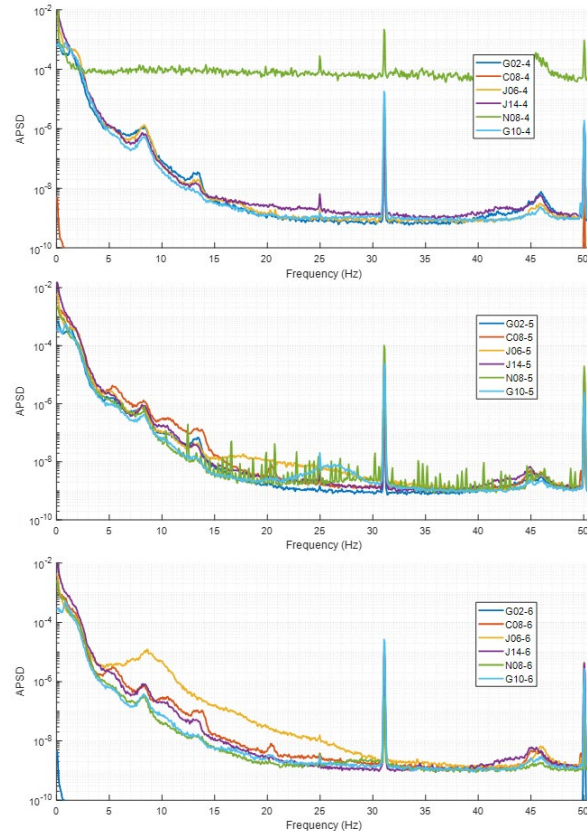 10^-2
10^-4
10^-6
10^-8
10^-10
APSD
0 5 10 15 20 25 30 35 40 45 50
Frequency (Hz)
G02-4
C08-4
J06-4
J14-4
N08-4
G10-4
10^-2
10^-4
10^-6
10^-8
10^-10
APSD
0 5 10 15 20 25 30 35 40 45 50
Frequency (Hz)
G02-5
C08-5
J06-5
J14-5
N08-5
G10-5
10^-2
10^-4
10^-6
10^-8
10^-10
APSD
0 5 10 15 20 25 30 35 40 45 50
Frequency (Hz)
G02-6
C08-6
J06-6
J14-6
N08-6
G10-6